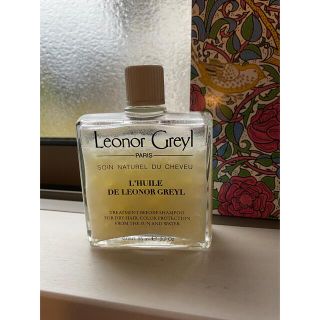 Leonor Greyl
PARIS
SOIN NATUREL DU CHEVEU
L'HUILE
DE LEONOR GREYL
TREATMENT BEFORE SHAMPOO
FOR DRY HAIR, COLOR PROTECTION
FROM THE SUN AND WATER